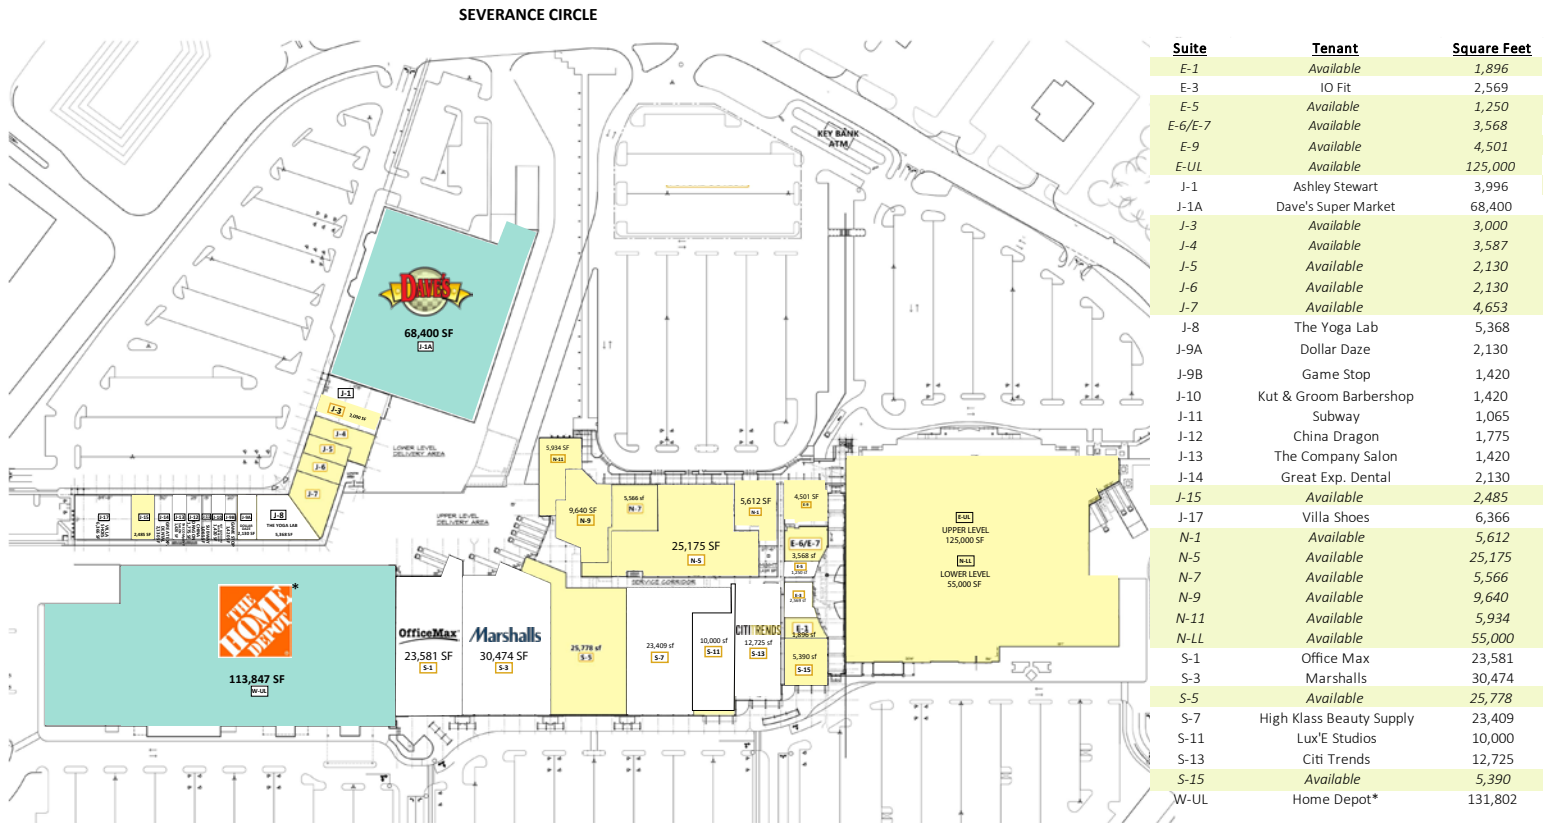 SEVERANCE CIRCLE
Suite Tenant Square Feet
E-1 Available 1,896
E-3 IO Fit 2,569
E-5 Available 1,250
E-6/E-7 Available 3,568
E-9 Available 4,501
E-UL Available 125,000
J-1 Ashley Stewart 3,996
J-1A Dave's Super Market 68,400
J-3 Available 3,000
J-4 Available 3,587
J-5 Available 2,130
J-6 Available 2,130
J-7 Available 4,653
J-8 The Yoga Lab 5,368
J-9A Dollar Daze 2,130
J-9B Game Stop 1,420
J-10 Kut & Groom Barbershop 1,420
J-11 Subway 1,065
J-12 China Dragon 1,775
J-13 The Company Salon 1,420
J-14 Great Exp. Dental 2,130
J-15 Available 2,485
J-17 Villa Shoes 6,366
N-1 Available 5,612
N-5 Available 25,175
N-7 Available 5,566
N-9 Available 9,640
N-11 Available 5,934
N-LL Available 55,000
S-1 Office Max 23,581
S-3 Marshalls 30,474
S-5 Available 25,778
S-7 High Klass Beauty Supply 23,409
S-11 Lux'E Studios 10,000
S-13 Citi Trends 12,725
S-15 Available 5,390
W-UL Home Depot* 131,802
KEY BANK
ATM
DAVE'S
68,400 SF
J-1A
J-1
J-3
J-4
J-5
J-6
J-7
LOWER LEVEL
DELIVERY AREA
UPPER LEVEL
DELIVERY AREA
J-17
J-15
2,485 SF
J-8
THE YOGA LAB
5,368 SF
5,934 SF
N-11
9,640 SF
N-9
5,566 sf
N-7
5,612 SF
N-1
25,175 SF
N-5
SERVICE CORRIDOR
4,501 SF
E-6/E-7
3,568 sf
E-1
1,896 sf
5,390 sf
S-15
E-UL
UPPER LEVEL
125,000 SF
N-LL
LOWER LEVEL
55,000 SF
THE
HOME
DEPOT
*
113,847 SF
W-UL
OfficeMax
23,581 SF
S-1
Marshalls
30,474 SF
S-3
25,778 sf
S-5
23,409 sf
S-7
10,000 sf
S-11
CITITRENDS
12,725 sf
S-13